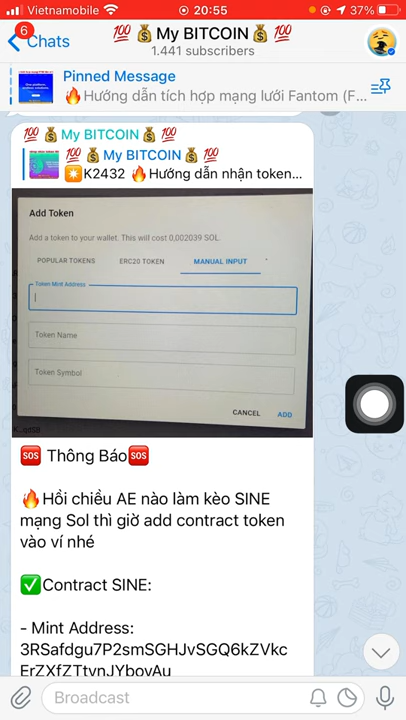 Vietnamobile 20:55 37%
6
Chats
💯 💰 My BITCOIN 💰 💯
1.441 subscribers
Pinned Message
🔥Hướng dẫn tích hợp mạng lưới Fantom (F...
💯 💰 My BITCOIN 💰 💯
💯 💰 My BITCOIN 💰 💯
💥K2432 🔥Hướng dẫn nhận token...
Add Token
Add a token to your wallet. This will cost 0,002039 SOL.
POPULAR TOKENS ERC20 TOKEN MANUAL INPUT
Token Mint Address
Token Name
Token Symbol
CANCEL ADD
🆘 Thông Báo🆘
🔥Hồi chiều AE nào làm kèo SINE
mạng Sol thì giờ add contract token
vào ví nhé
✅Contract SINE:
- Mint Address:
3RSafdgu7P2smSGHJvSGQ6kZVkc
ErZXfZTtvnJYbovAu
Broadcast